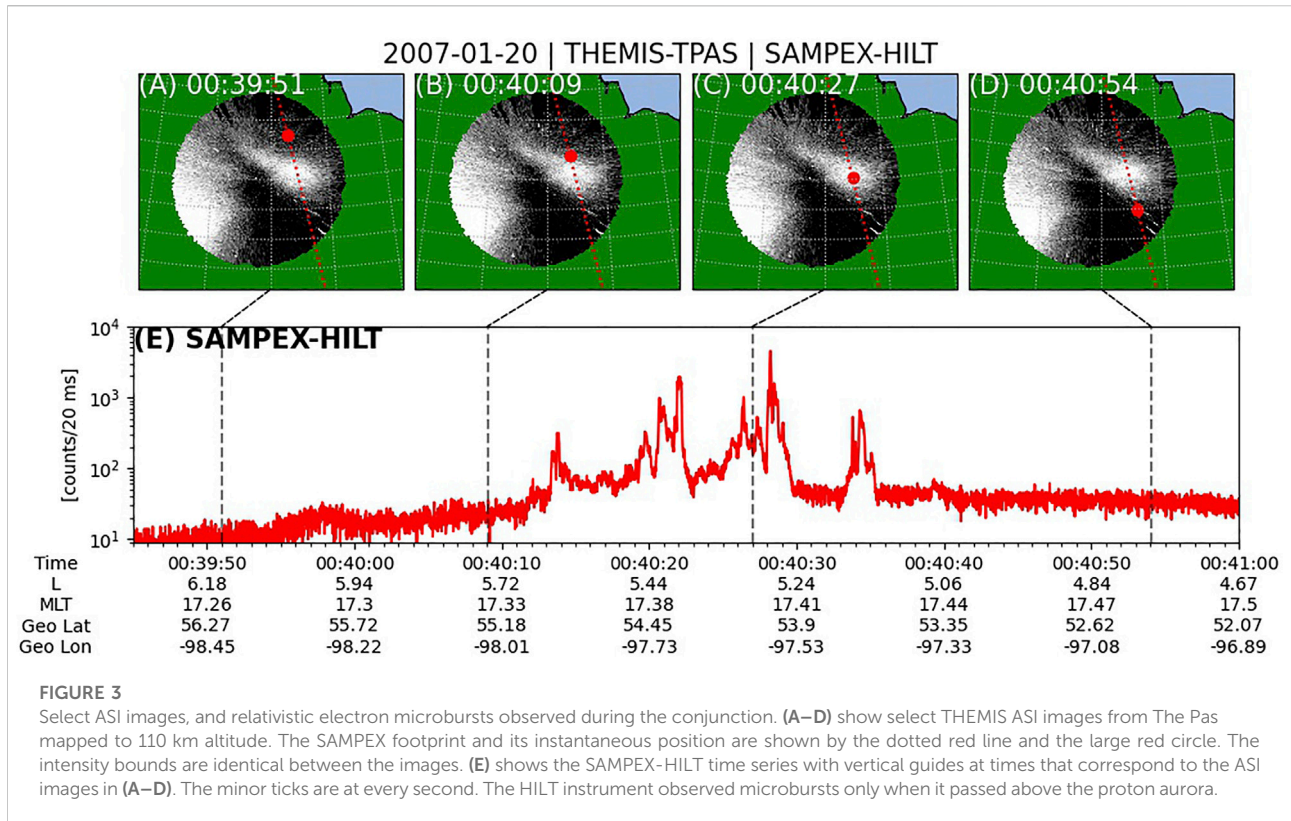 2007-01-20 | THEMIS-TPAS | SAMPEX-HILT
(A) 00:39:51 (B) 00:40:09 (C) 00:40:27 (D) 00:40:54
(E) SAMPEX-HILT
10⁴
10³
10²
10¹
[counts/20 ms]
Time 00:39:50 00:40:00 00:40:10 00:40:20 00:40:30 00:40:40 00:40:50 00:41:00
L 6.18 5.94 5.72 5.44 5.24 5.06 4.84 4.67
MLT 17.26 17.3 17.33 17.38 17.41 17.44 17.47 17.5
Geo Lat 56.27 55.72 55.18 54.45 53.9 53.35 52.62 52.07
Geo Lon -98.45 -98.22 -98.01 -97.73 -97.53 -97.33 -97.08 -96.89
FIGURE 3
Select ASI images, and relativistic electron microbursts observed during the conjunction. (A–D) show select THEMIS ASI images from The Pas
mapped to 110 km altitude. The SAMPEX footprint and its instantaneous position are shown by the dotted red line and the large red circle. The
intensity bounds are identical between the images. (E) shows the SAMPEX-HILT time series with vertical guides at times that correspond to the ASI
images in (A–D). The minor ticks are at every second. The HILT instrument observed microbursts only when it passed above the proton aurora.